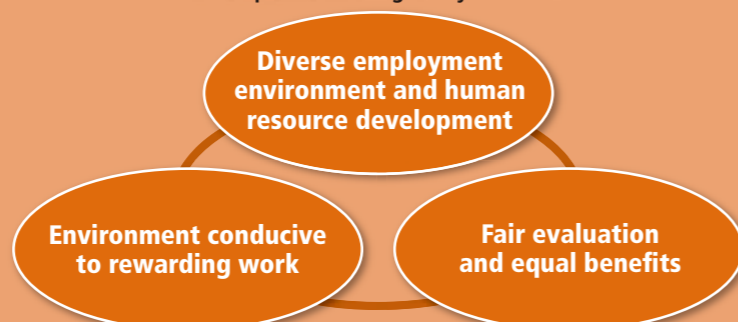 Diverse employment
environment and human
resource development
Environment conducive
to rewarding work
Fair evaluation
and equal benefits